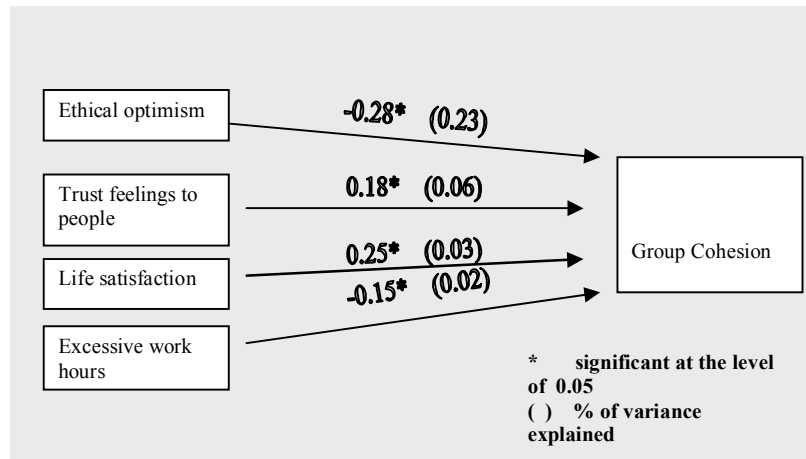 Ethical optimism
-0.28* (0.23)
Trust feelings to
people
0.18* (0.06)
Life satisfaction
0.25* (0.03)
Excessive work
hours
-0.15* (0.02)
Group Cohesion
* significant at the level
of 0.05
( ) % of variance
explained